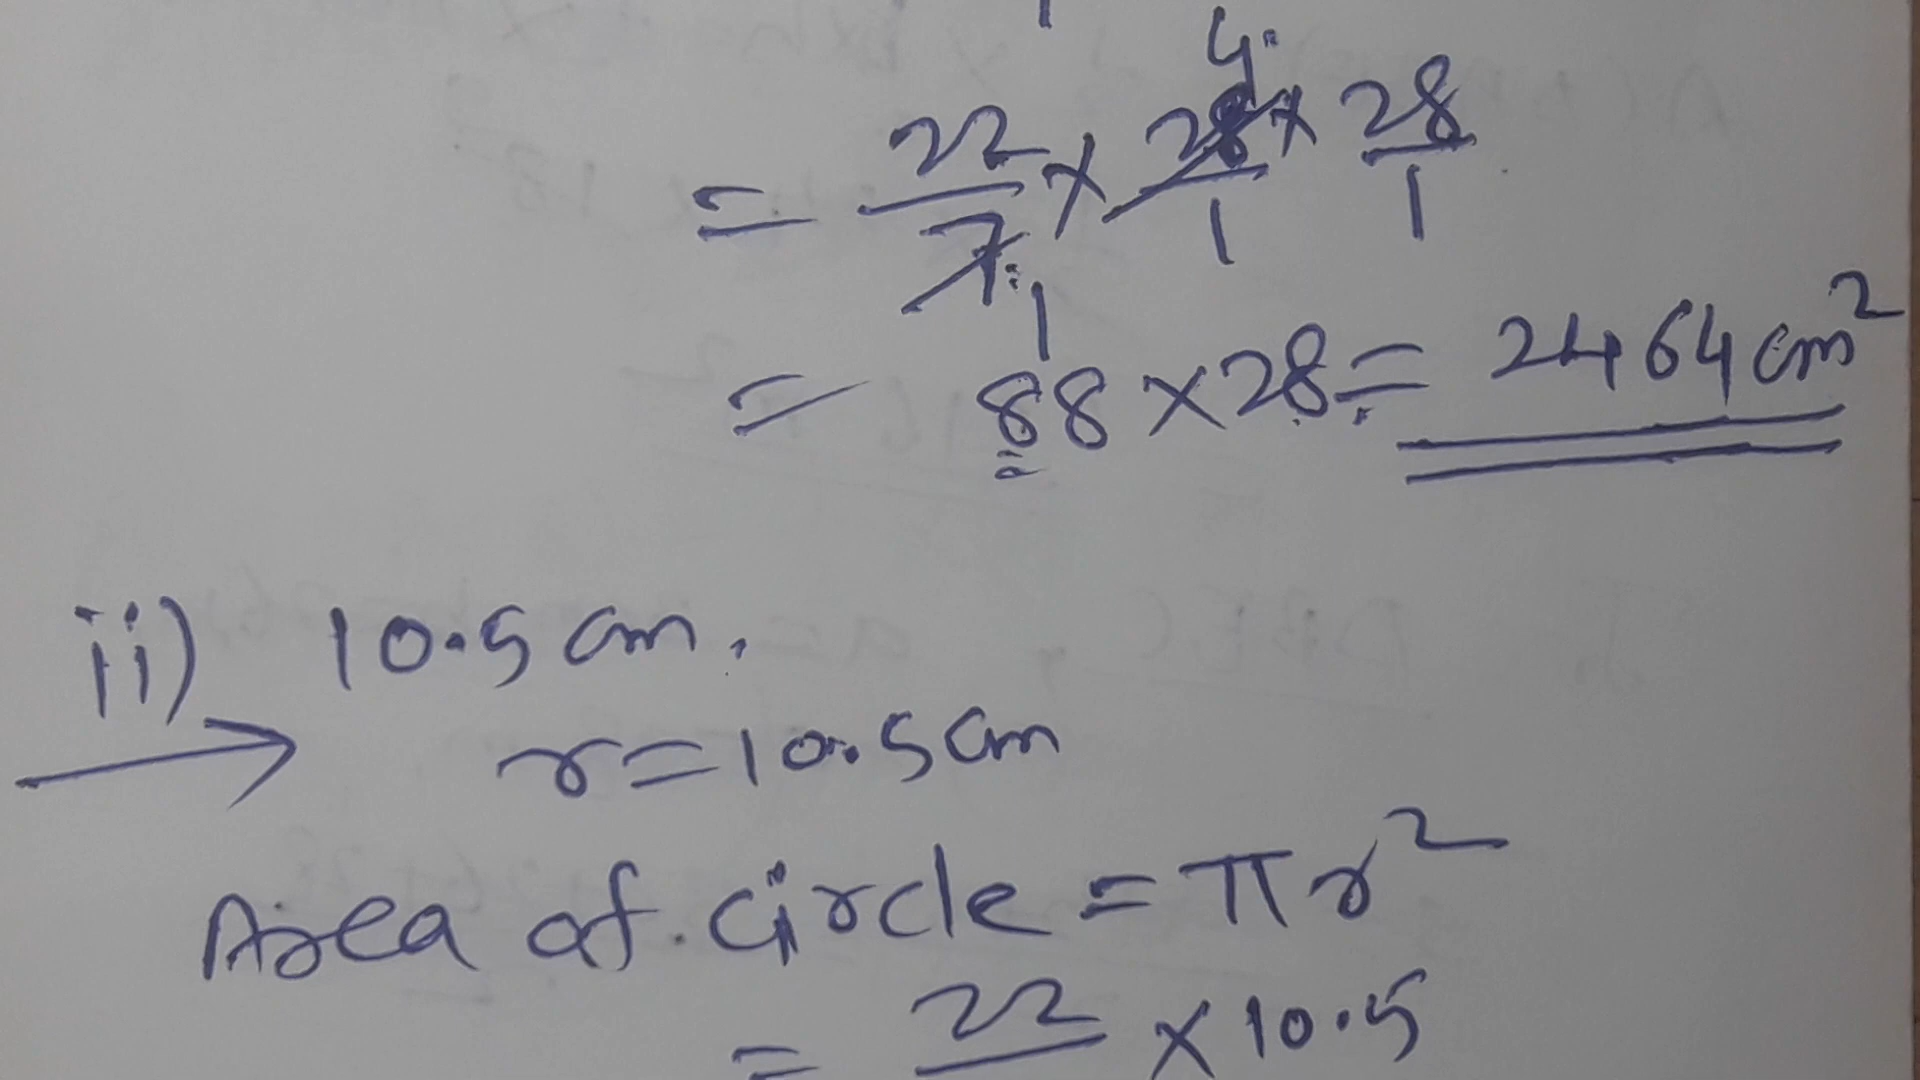 = 22/7 × 28/1 × 28/1
4
1
= 88 × 28 = 2464 cm²
ii) 10.5 cm.
r = 10.5 cm
Area of circle = πr²
= 22 × 10.5